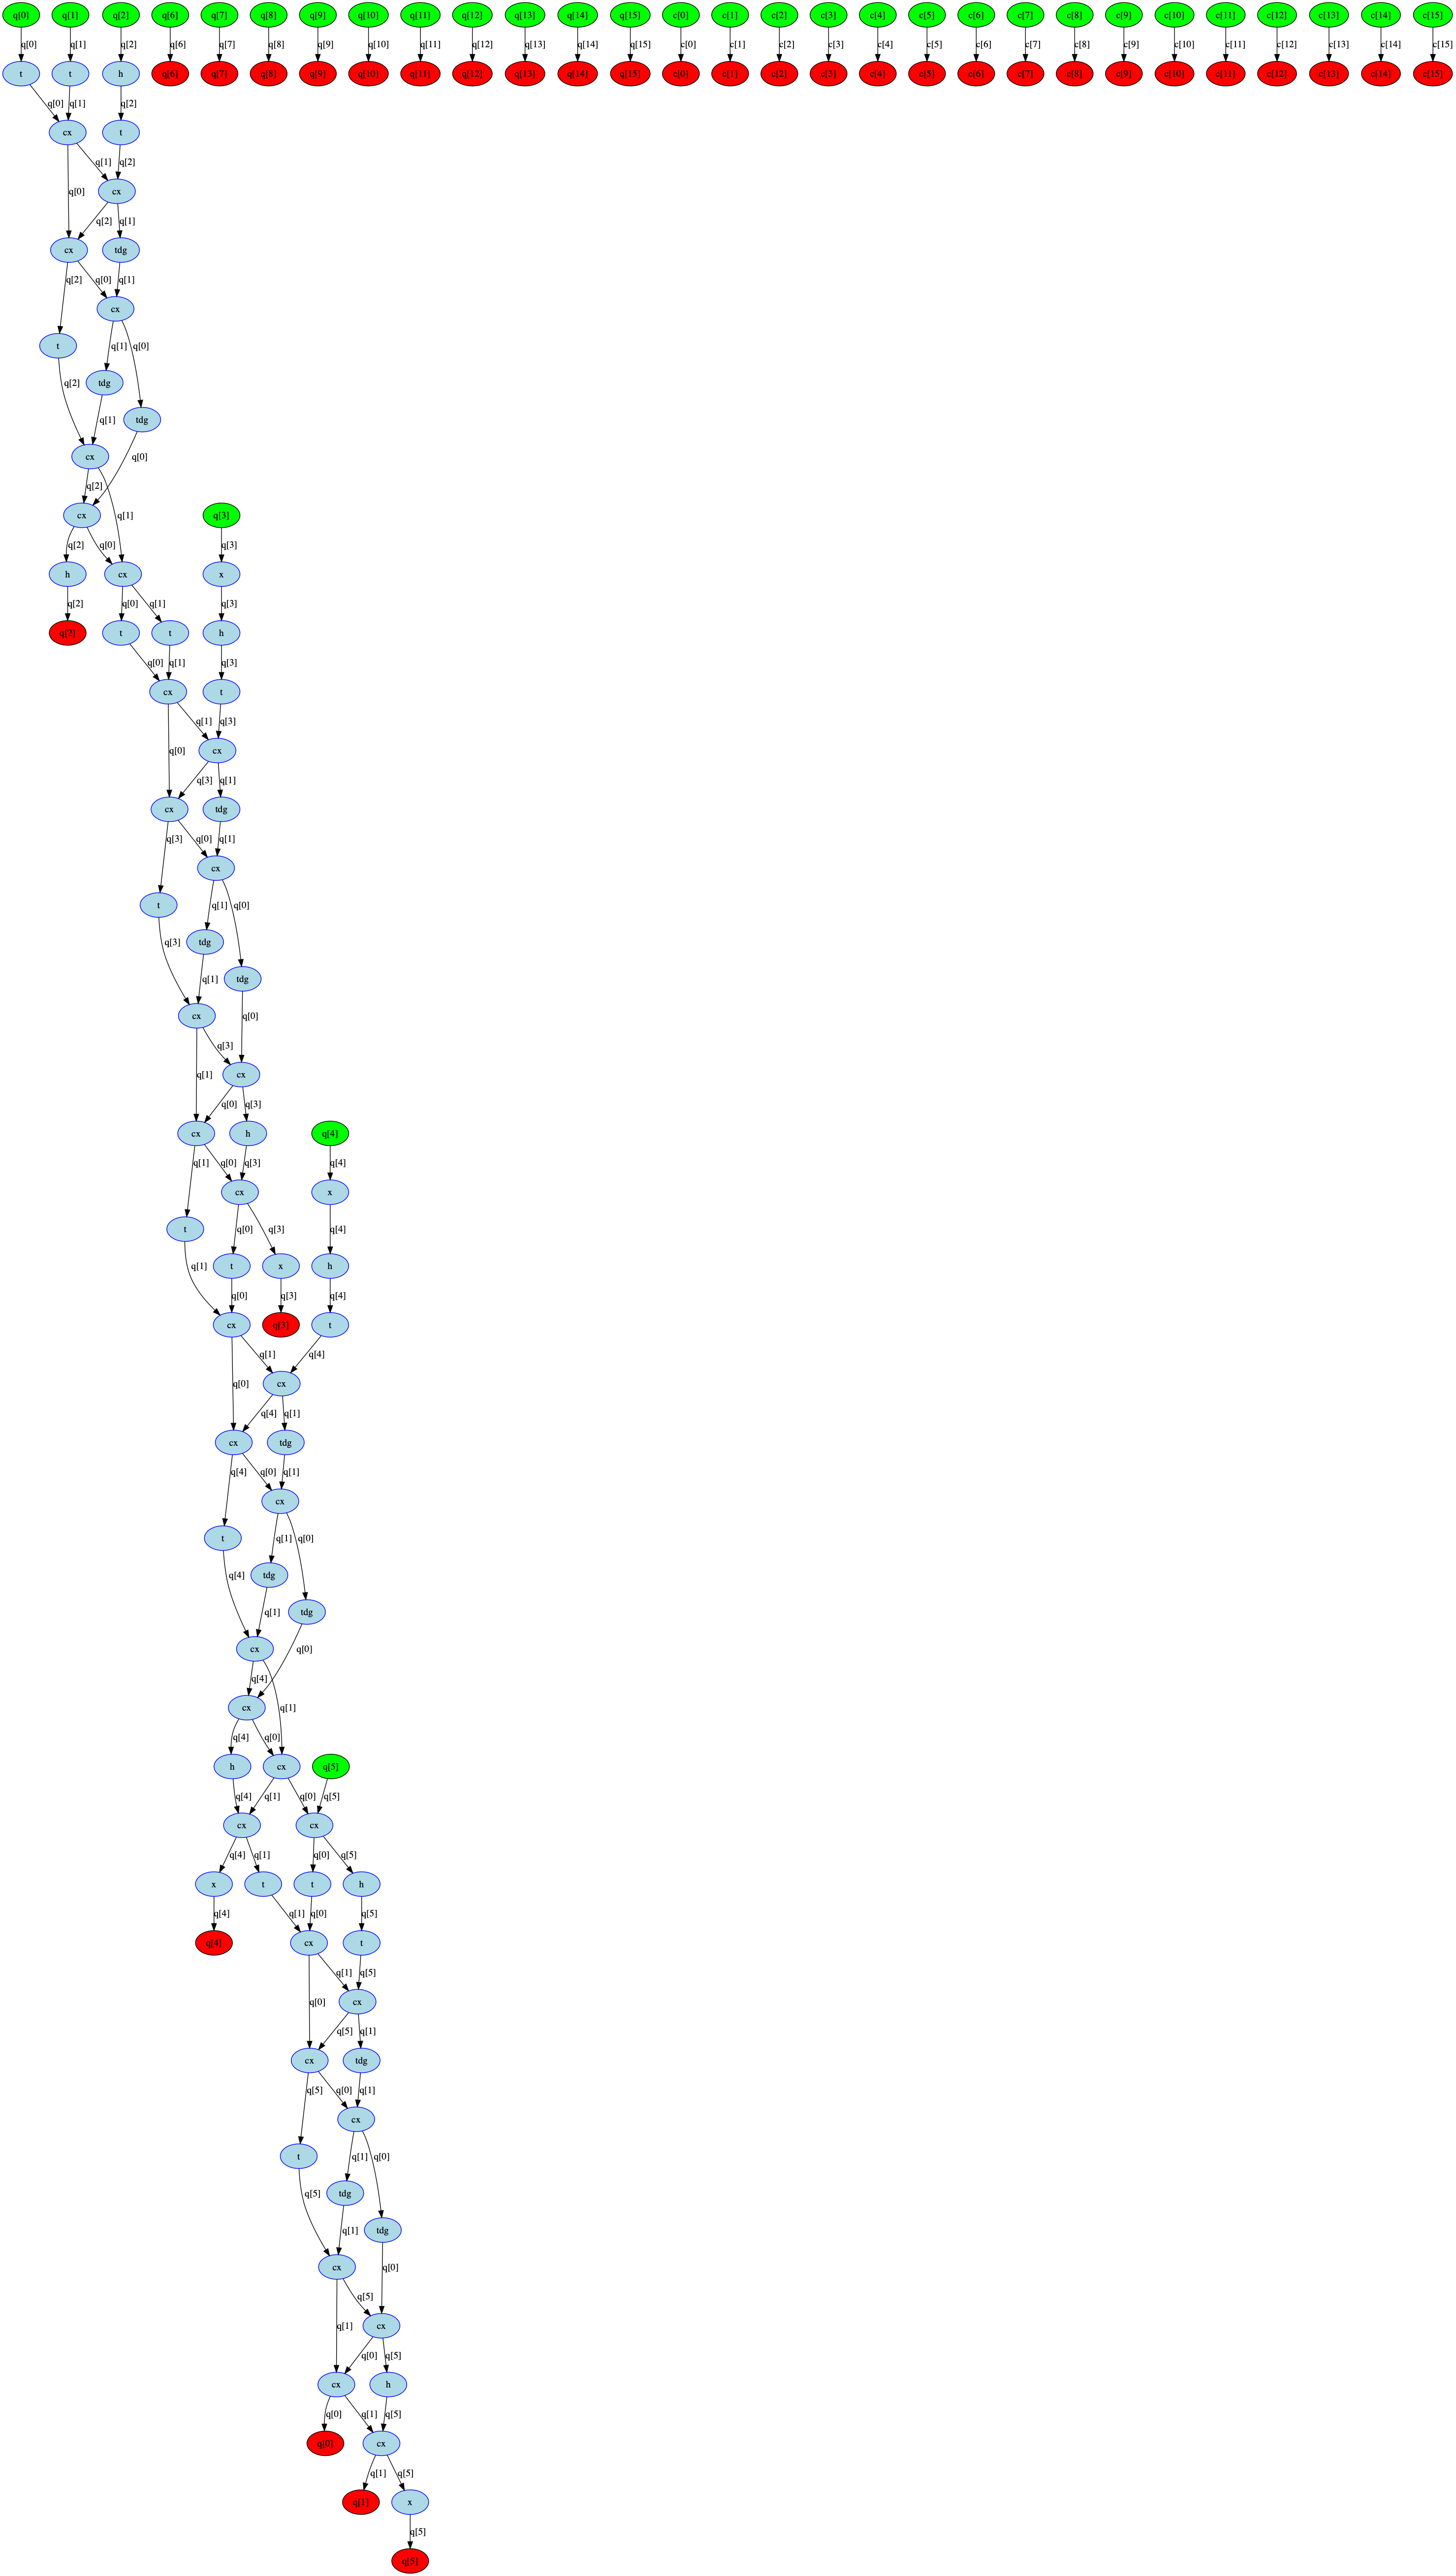 q[0] q[1] q[2] q[6] q[7] q[8] q[9] q[10] q[11] q[12] q[13] q[14] q[15] c[0] c[1] c[2] c[3] c[4] c[5] c[6] c[7] c[8] c[9] c[10] c[11] c[12] c[13] c[14] c[15]
q[0] q[1] q[2] q[6] q[7] q[8] q[9] q[10] q[11] q[12] q[13] q[14] q[15] c[0] c[1] c[2] c[3] c[4] c[5] c[6] c[7] c[8] c[9] c[10] c[11] c[12] c[13] c[14] c[15]
t t h q[6] q[7] q[8] q[9] q[10] q[11] q[12] q[13] q[14] q[15] c[0] c[1] c[2] c[3] c[4] c[5] c[6] c[7] c[8] c[9] c[10] c[11] c[12] c[13] c[14] c[15]
q[0] q[1] q[2]
cx t
q[1] q[2]
q[0] cx
q[2] q[1]
cx tdg
q[2] q[0] q[1]
cx
t q[1] q[0]
q[2] tdg
q[1] tdg
cx q[0]
q[2]
cx q[1] q[3]
q[2] q[0] q[3]
h cx x
q[2] q[0] q[1] q[3]
q[2] t t h
q[0] q[1] q[3]
cx t
q[1] q[3]
q[0] cx
q[3] q[1]
cx tdg
q[3] q[0] q[1]
cx
t q[1] q[0]
q[3] tdg
q[1] tdg
cx q[0]
q[3]
q[1] cx
q[0] q[3]
cx h q[4]
q[1] q[0] q[3] q[4]
cx x
t q[0] q[3] q[4]
q[1] t x h
q[0] q[3] q[4]
cx q[3] t
q[1] q[4]
q[0] cx
q[4] q[1]
cx tdg
q[4] q[0] q[1]
cx
t q[1] q[0]
q[4] tdg
q[1] tdg
cx q[0]
q[4]
cx q[1]
q[4] q[0]
h cx q[5]
q[4] q[1] q[0] q[5]
cx cx
q[4] q[1] q[0] q[5]
x t t h
q[4] q[1] q[0] q[5]
q[4] cx t
q[1] q[5]
q[0] cx
q[5] q[1]
cx tdg
q[5] q[0] q[1]
cx
t q[1] q[0]
q[5] tdg
q[1] tdg
cx q[0]
q[5]
q[1] cx
q[0] q[5]
cx h
q[0] q[1] q[5]
q[0] cx
q[1] q[5]
q[1] x
q[5]
q[5]